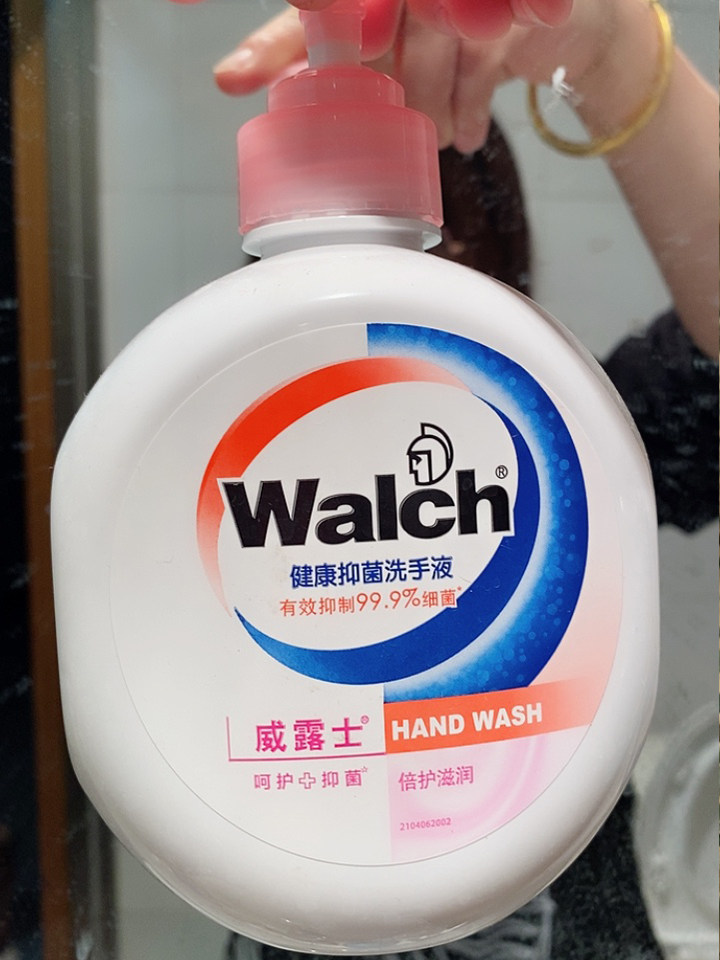 Walch®
健康抑菌洗手液
有效抑制99.9%细菌*
威露士®
HAND WASH
呵护+抑菌☆
倍护滋润
2104062002